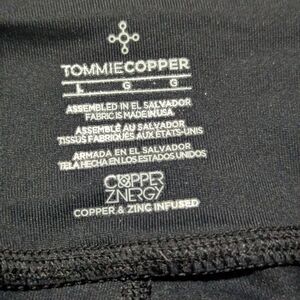 TOMMIECOPPER
L G G
ASSEMBLED IN EL SALVADOR
FABRIC IS MADE IN USA
ASSEMBLÉ AU SALVADOR
TISSUS FABRIQUÉS AUX ÉTATS-UNIS
ARMADA EN EL SALVADOR
TELA HECHA EN LOS ESTADOS UNIDOS
COPPER
ZNERGY
COPPER & ZINC INFUSED